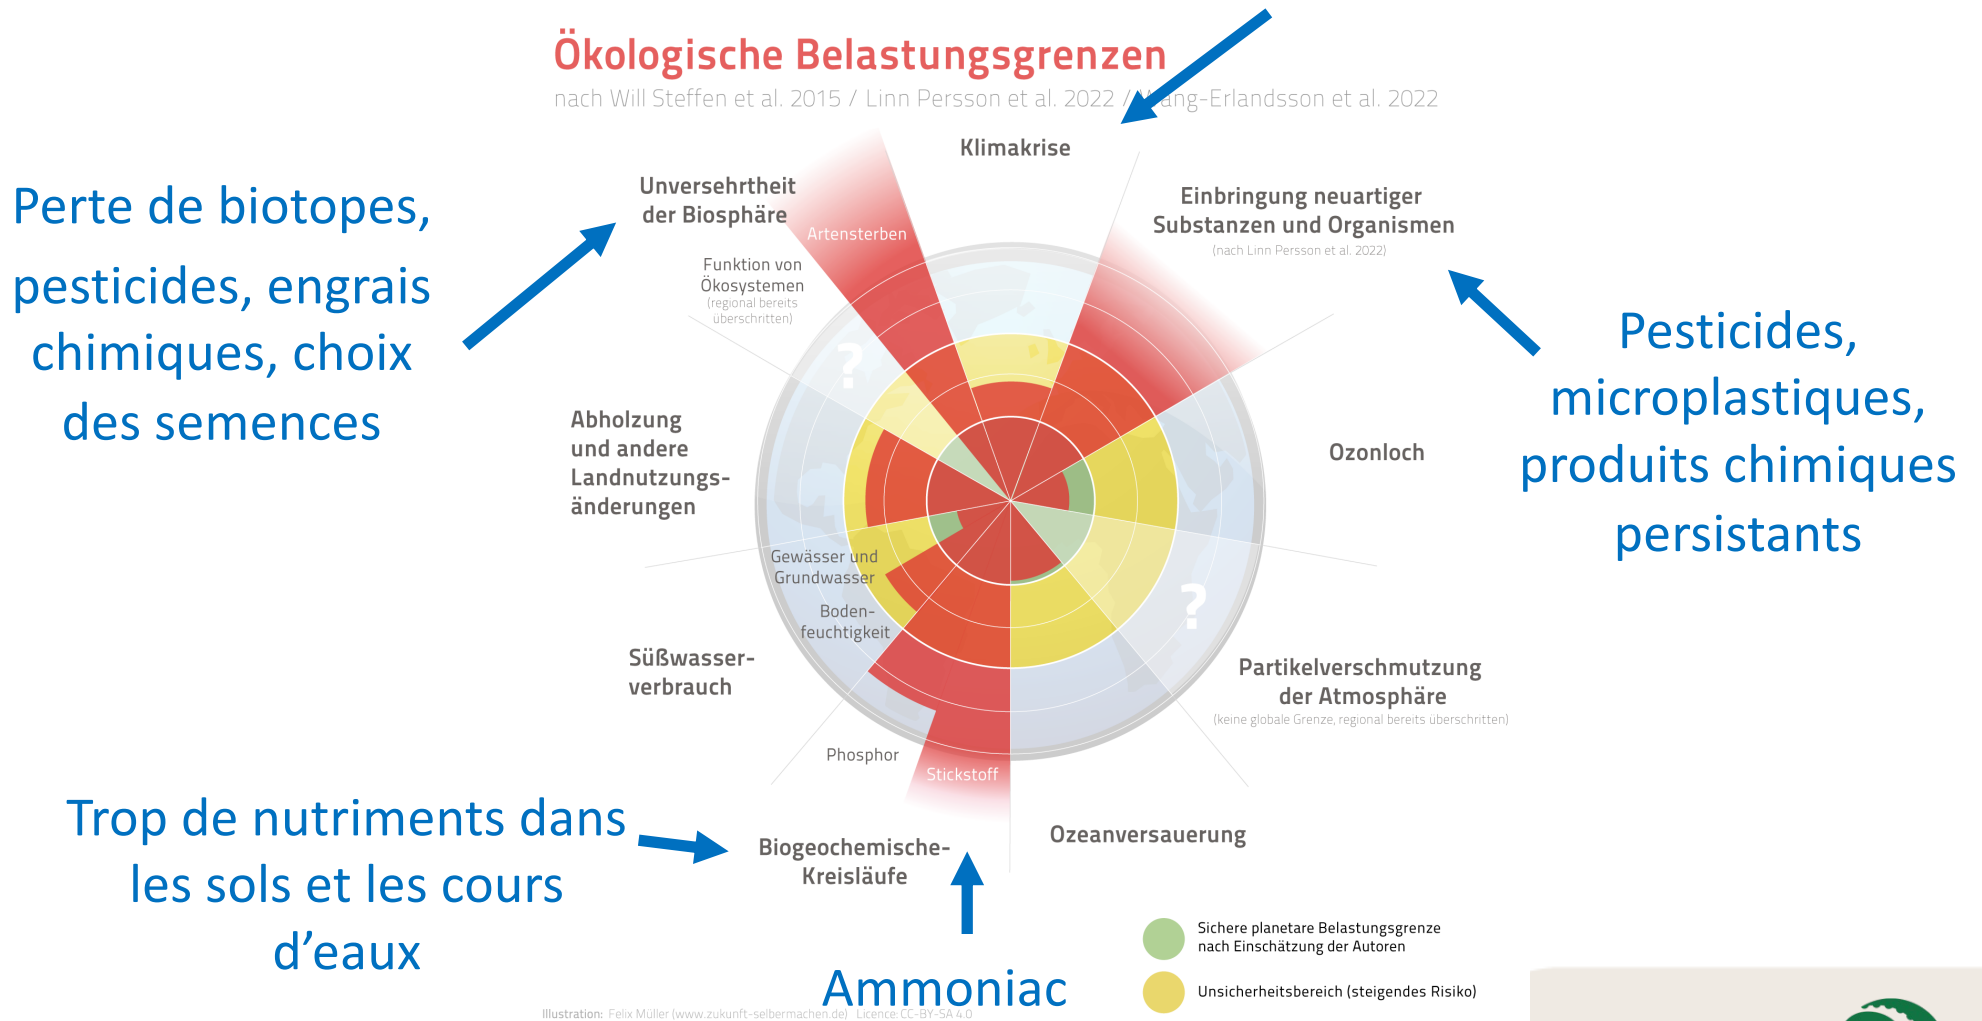 Ökologische Belastungsgrenzen
nach Will Steffen et al. 2015 / Linn Persson et al. 2022 / Wang-Erlandsson et al. 2022
Klimakrise
Unversehrtheit
der Biosphäre
Artensterben
Funktion von
Ökosystemen
(regional bereits
überschritten)
Einbringung neuartiger
Substanzen und Organismen
(nach Linn Persson et al. 2022)
Perte de biotopes,
pesticides, engrais
chimiques, choix
des semences
Pesticides,
microplastiques,
produits chimiques
persistants
?
Abholzung
und andere
Landnutzungs-
änderungen
Ozonloch
Gewässer und
Grundwasser
Boden-
feuchtigkeit
?
Süßwasser-
verbrauch
Partikelverschmutzung
der Atmosphäre
(keine globale Grenze, regional bereits überschritten)
Phosphor
Stickstoff
Trop de nutriments dans
les sols et les cours
d’eaux
Biogeochemische-
Kreisläufe
Ozeanversauerung
Ammoniac
Sichere planetare Belastungsgrenze
nach Einschätzung der Autoren
Unsicherheitsbereich (steigendes Risiko)
Illustration: Felix Müller (www.zukunft-selbermachen.de) Licence: CC-BY-SA 4.0